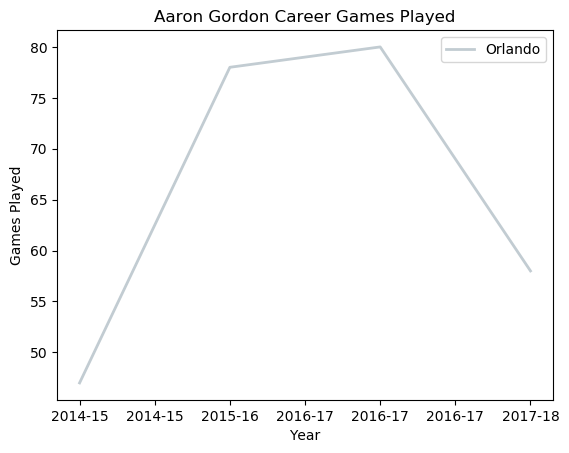 Aaron Gordon Career Games Played
Orlando
80
75
70
65
60
55
50
Games Played
2014-15 2014-15 2015-16 2016-17 2016-17 2016-17 2017-18
Year